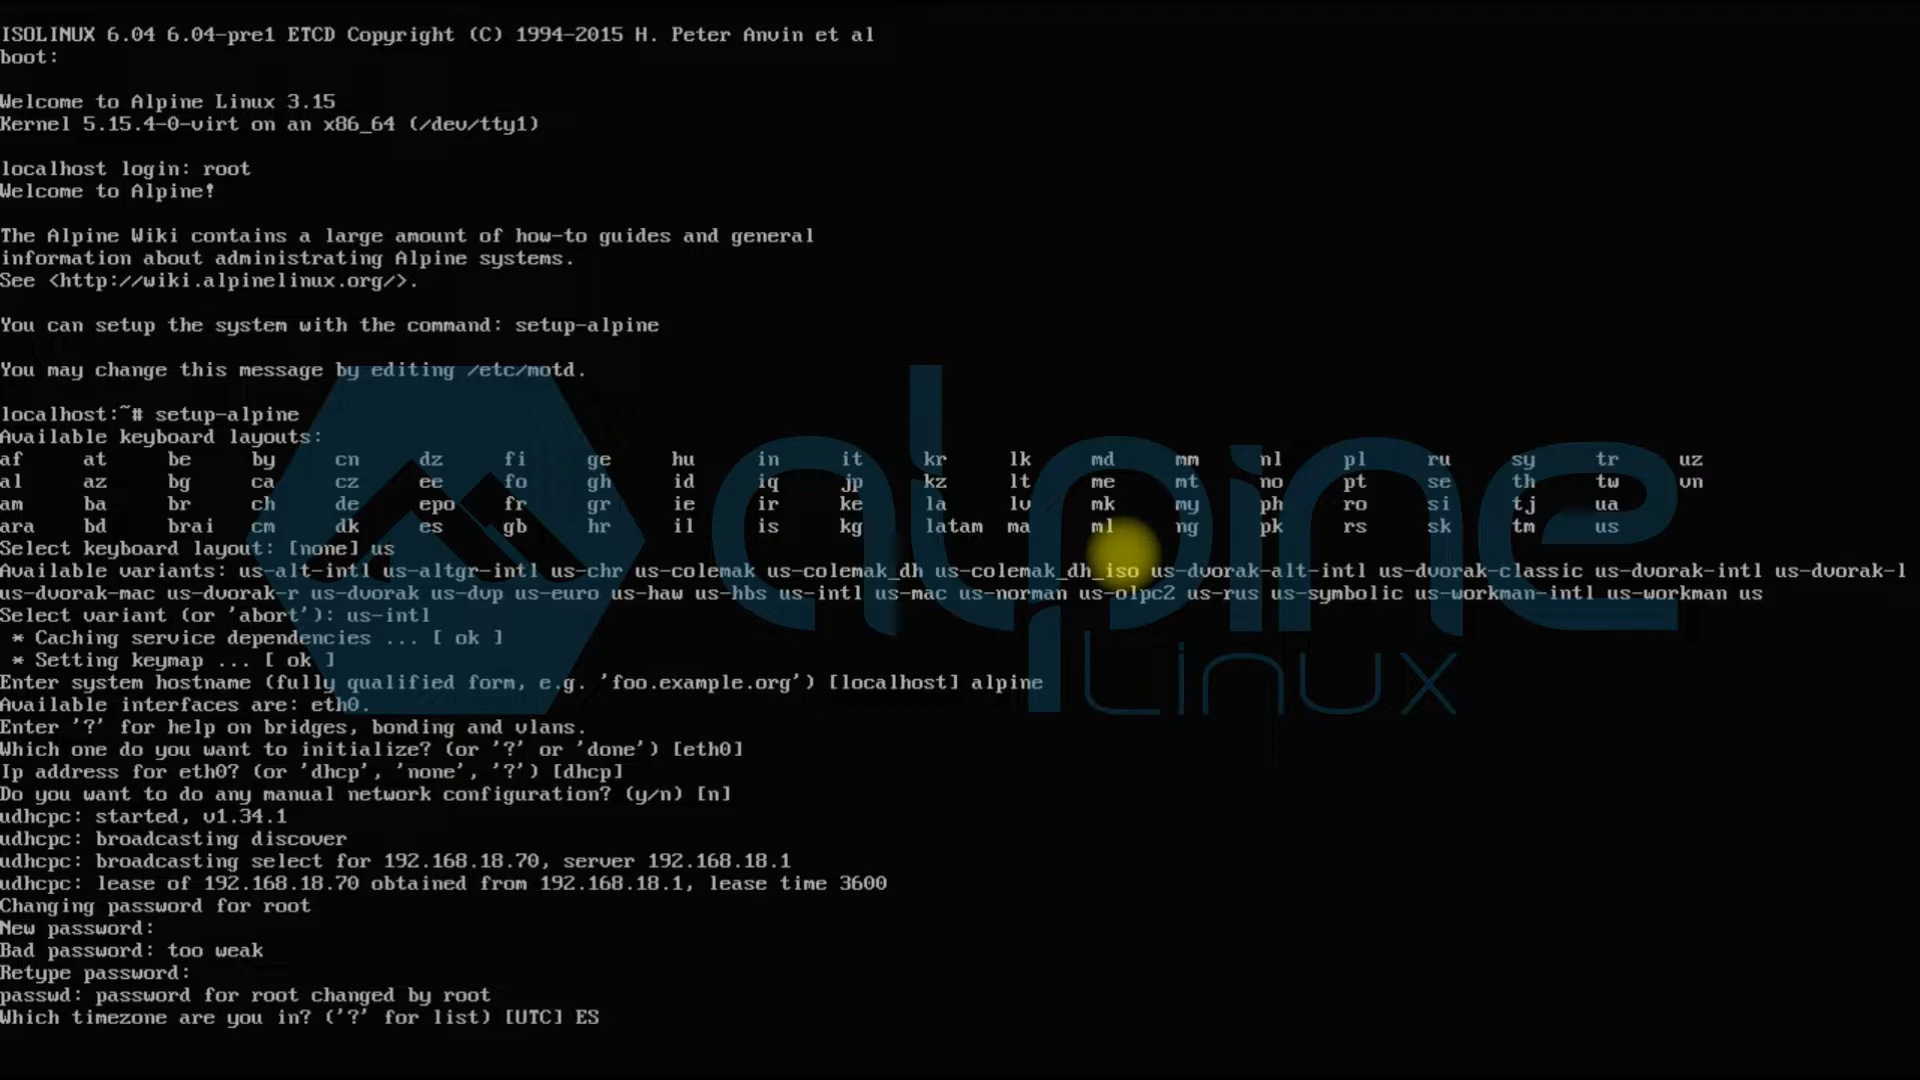 ISOLINUX 6.04 6.04-pre1 ETCD Copyright (C) 1994-2015 H. Peter Anvin et al
boot:
Welcome to Alpine Linux 3.15
Kernel 5.15.4-0-virt on an x86_64 (/dev/tty1)
localhost login: root
Welcome to Alpine!
The Alpine Wiki contains a large amount of how-to guides and general
information about administrating Alpine systems.
See <http://wiki.alpinelinux.org/>.
You can setup the system with the command: setup-alpine
You may change this message by editing /etc/motd.
localhost:~# setup-alpine
Available keyboard layouts:
af at be by cn dz fi ge hu in it kr lk md mm nl pl ru sy tr uz
al az bg ca cz ee fo gh id iq jp kz lt me mt no pt se th tw vn
am ba br ch de epo fr gr ie ir ke la lv mk my ph ro si tj ua
ara bd brai cm dk es gb hr il is kg latam ma ml ng pk rs sk tm us
Select keyboard layout: [none] us
Available variants: us-alt-intl us-altgr-intl us-chr us-colemak us-colemak_dh us-colemak_dh_iso us-dvorak-alt-intl us-dvorak-classic us-dvorak-intl us-dvorak-l
us-dvorak-mac us-dvorak-r us-dvorak us-dvp us-euro us-haw us-hbs us-intl us-mac us-norman us-olpc2 us-rus us-symbolic us-workman-intl us-workman us
Select variant (or 'abort'): us-intl
* Caching service dependencies ... [ ok ]
* Setting keymap ... [ ok ]
Enter system hostname (fully qualified form, e.g. 'foo.example.org') [localhost] alpine
Available interfaces are: eth0.
Enter '?' for help on bridges, bonding and vlans.
Which one do you want to initialize? (or '?' or 'done') [eth0]
Ip address for eth0? (or 'dhcp', 'none', '?') [dhcp]
Do you want to do any manual network configuration? (y/n) [n]
udhcpc: started, v1.34.1
udhcpc: broadcasting discover
udhcpc: broadcasting select for 192.168.18.70, server 192.168.18.1
udhcpc: lease of 192.168.18.70 obtained from 192.168.18.1, lease time 3600
Changing password for root
New password:
Bad password: too weak
Retype password:
passwd: password for root changed by root
Which timezone are you in? ('?' for list) [UTC] ES
alpine
Linux